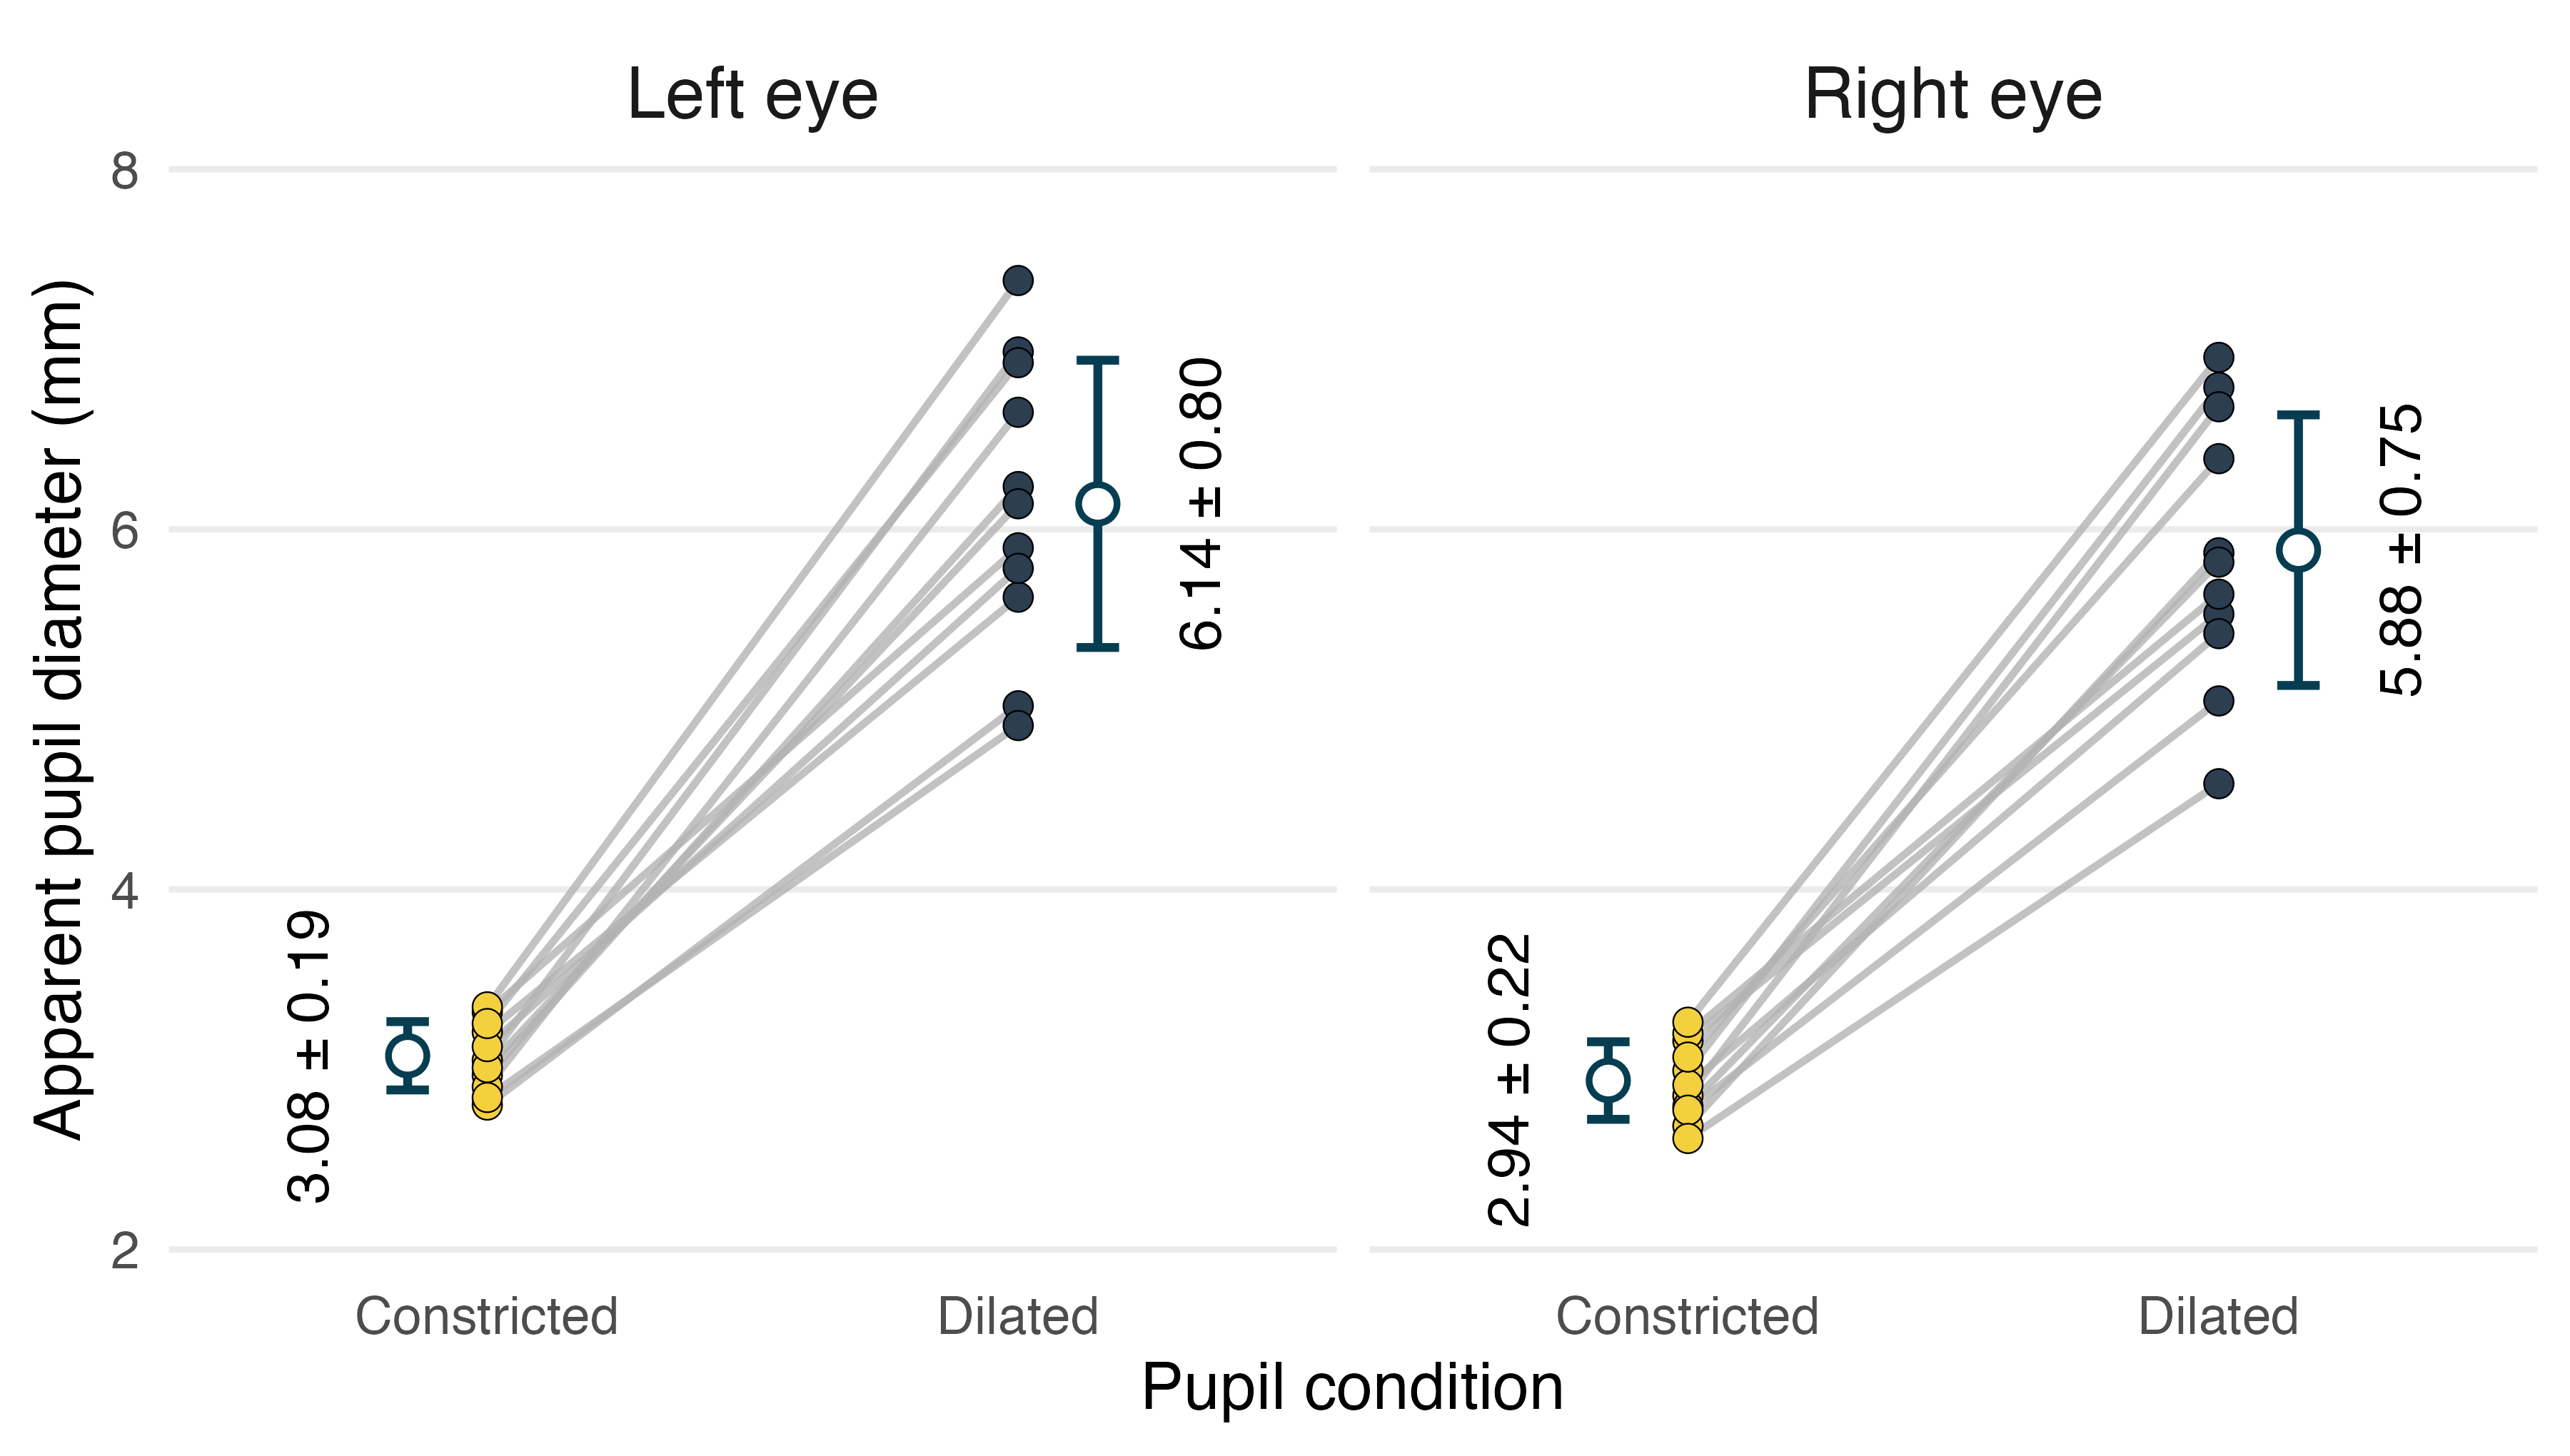 Left eye
Right eye
Apparent pupil diameter (mm)
8
6
4
2
3.08 ± 0.19
6.14 ± 0.80
2.94 ± 0.22
5.88 ± 0.75
Constricted
Dilated
Constricted
Dilated
Pupil condition